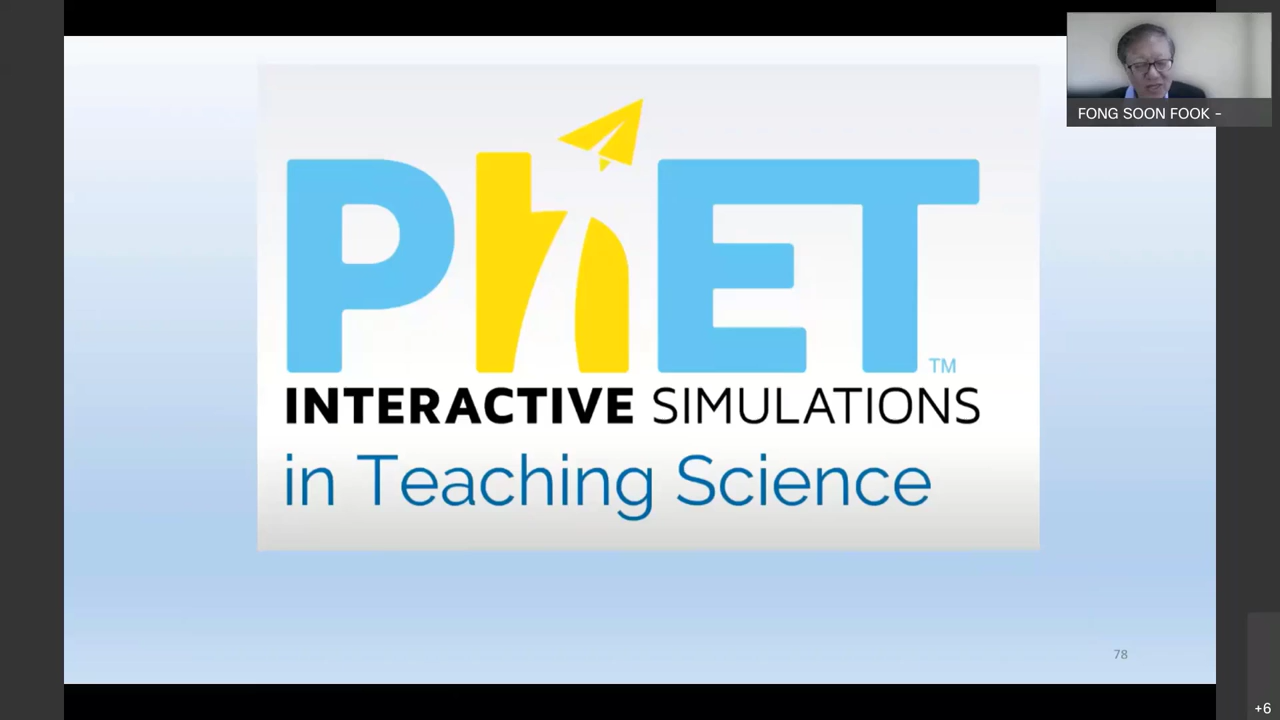 FONG SOON FOOK -
PhET
TM
INTERACTIVE SIMULATIONS
in Teaching Science
78
+6